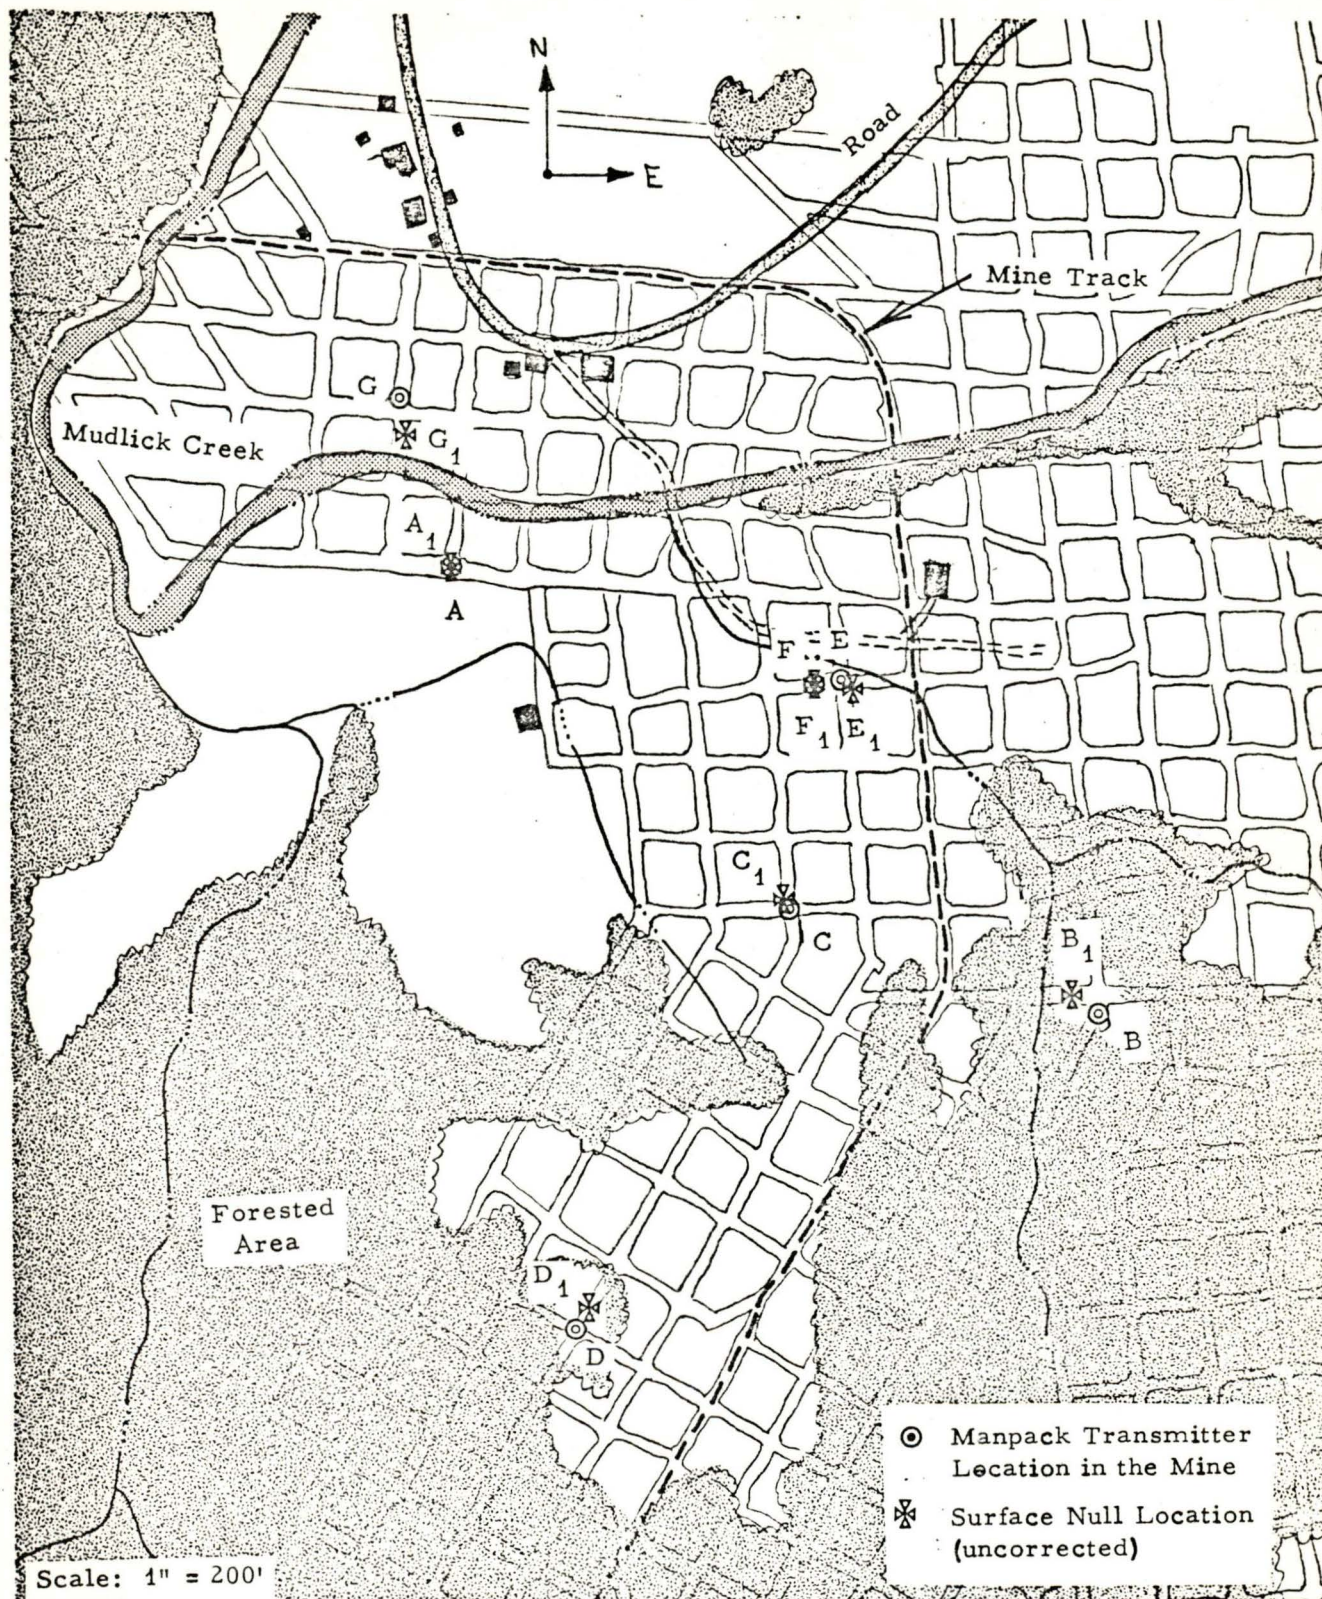 N
E
Road
Mine Track
G
G1
Mudlick Creek
A1
A
F
E
F1
E1
C1
C
B1
B
Forested
Area
D1
D
Manpack Transmitter
Location in the Mine
Surface Null Location
(uncorrected)
Scale: 1" = 200'